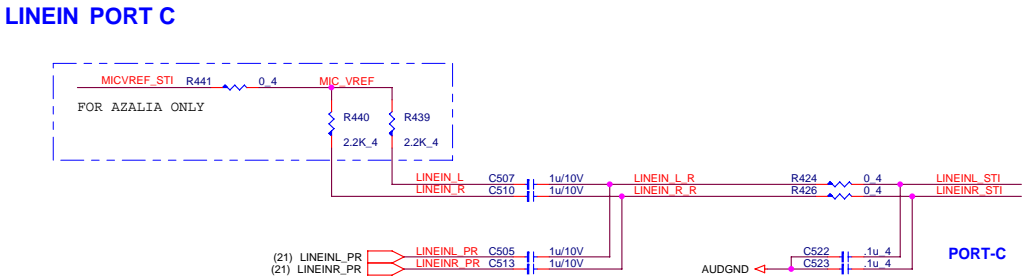 LINEIN PORT C
MICVREF_STI R441 0_4 MIC_VREF
FOR AZALIA ONLY
R440 R439
2.2K_4 2.2K_4
LINEIN_L C507 1u/10V LINEIN_L_R R424 0_4 LINEINL_STI
LINEIN_R C510 1u/10V LINEIN_R_R R426 0_4 LINEINR_STI
(21) LINEINL_PR LINEINL_PR C505 1u/10V C522 .1u_4 PORT-C
(21) LINEINR_PR LINEINR_PR C513 1u/10V AUDGND C523 .1u_4